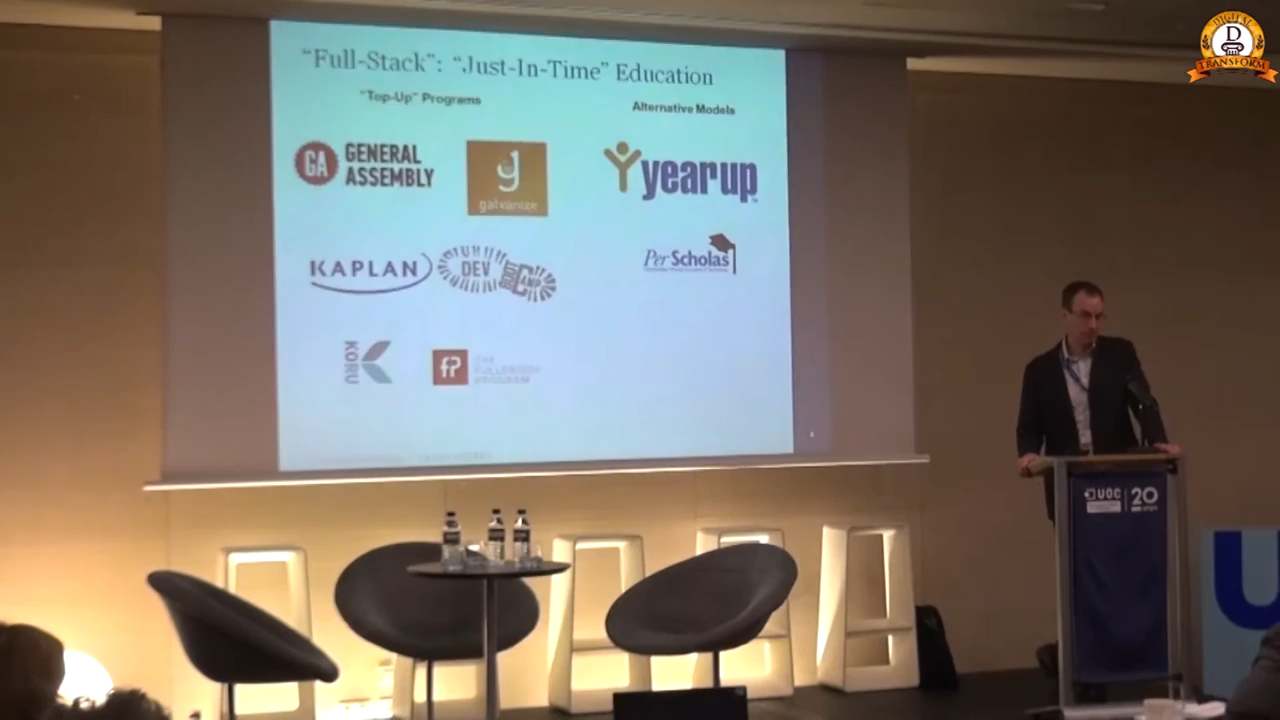 "Full-Stack": "Just-In-Time" Education
"Top-Up" Programs
Alternative Models
GA GENERAL ASSEMBLY
g
galvanize
yearup
KAPLAN
DEV BOOT CAMP
PerScholas
KORU
fP THE FULLBRIDGE PROGRAM
UOC
20
U
DIGITAL
D
TRANSFORM